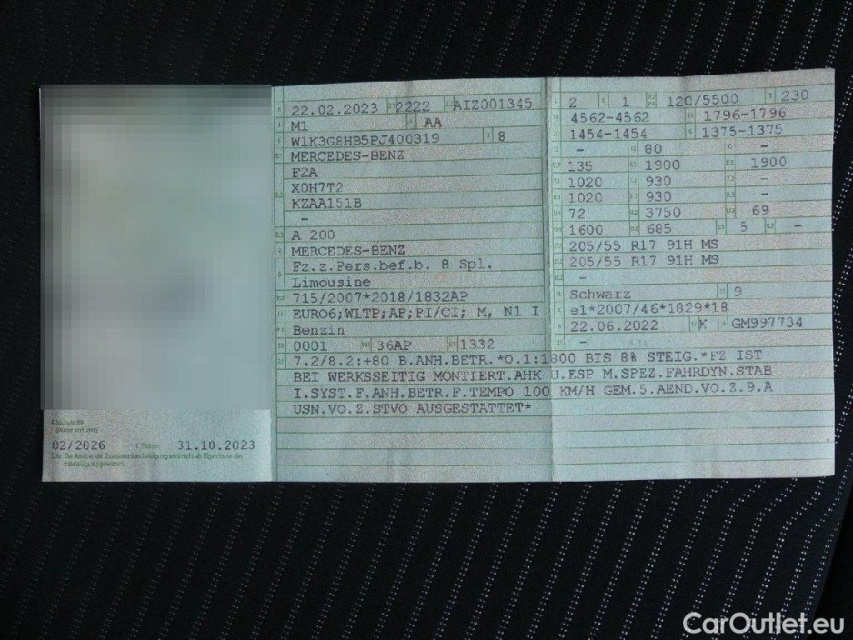 02/2026 31.10.2023
22.02.2023 2222 AIZ001345
M1 AA
W1K3G8HB5PJ400319 8
MERCEDES-BENZ
F2A
X0H7T2
KZAA151B
-
A 200
MERCEDES-BENZ
Fz.z.Pers.bef.b. 8 Spl.
Limousine
715/2007*2018/1832AP
EURO6;WLTP;AP;PI/CI; M, N1 I
Benzin
0001 36AP 1332
2 1 120/5500 230
4562-4562 1796-1796
1454-1454 1375-1375
- 80 -
135 1900 1900
1020 930 -
1020 930 -
72 3750 69
1600 685 5 -
205/55 R17 91H MS
205/55 R17 91H MS
-
Schwarz 9
e1*2007/46*1829*18
22.06.2022 K GM997734
-
7.2/8.2:+80 B.ANH.BETR.*O.1:1800 BIS 8% STEIG.*FZ IST
BEI WERKSSEITIG MONTIERT.AHK U.ESP M.SPEZ.FAHRDYN.STAB
I.SYST.F.ANH.BETR.F.TEMPO 100 KM/H GEM.5.AEND.VO.Z.9.A
USN.VO.Z.STVO AUSGESTATTET*
CarOutlet.eu